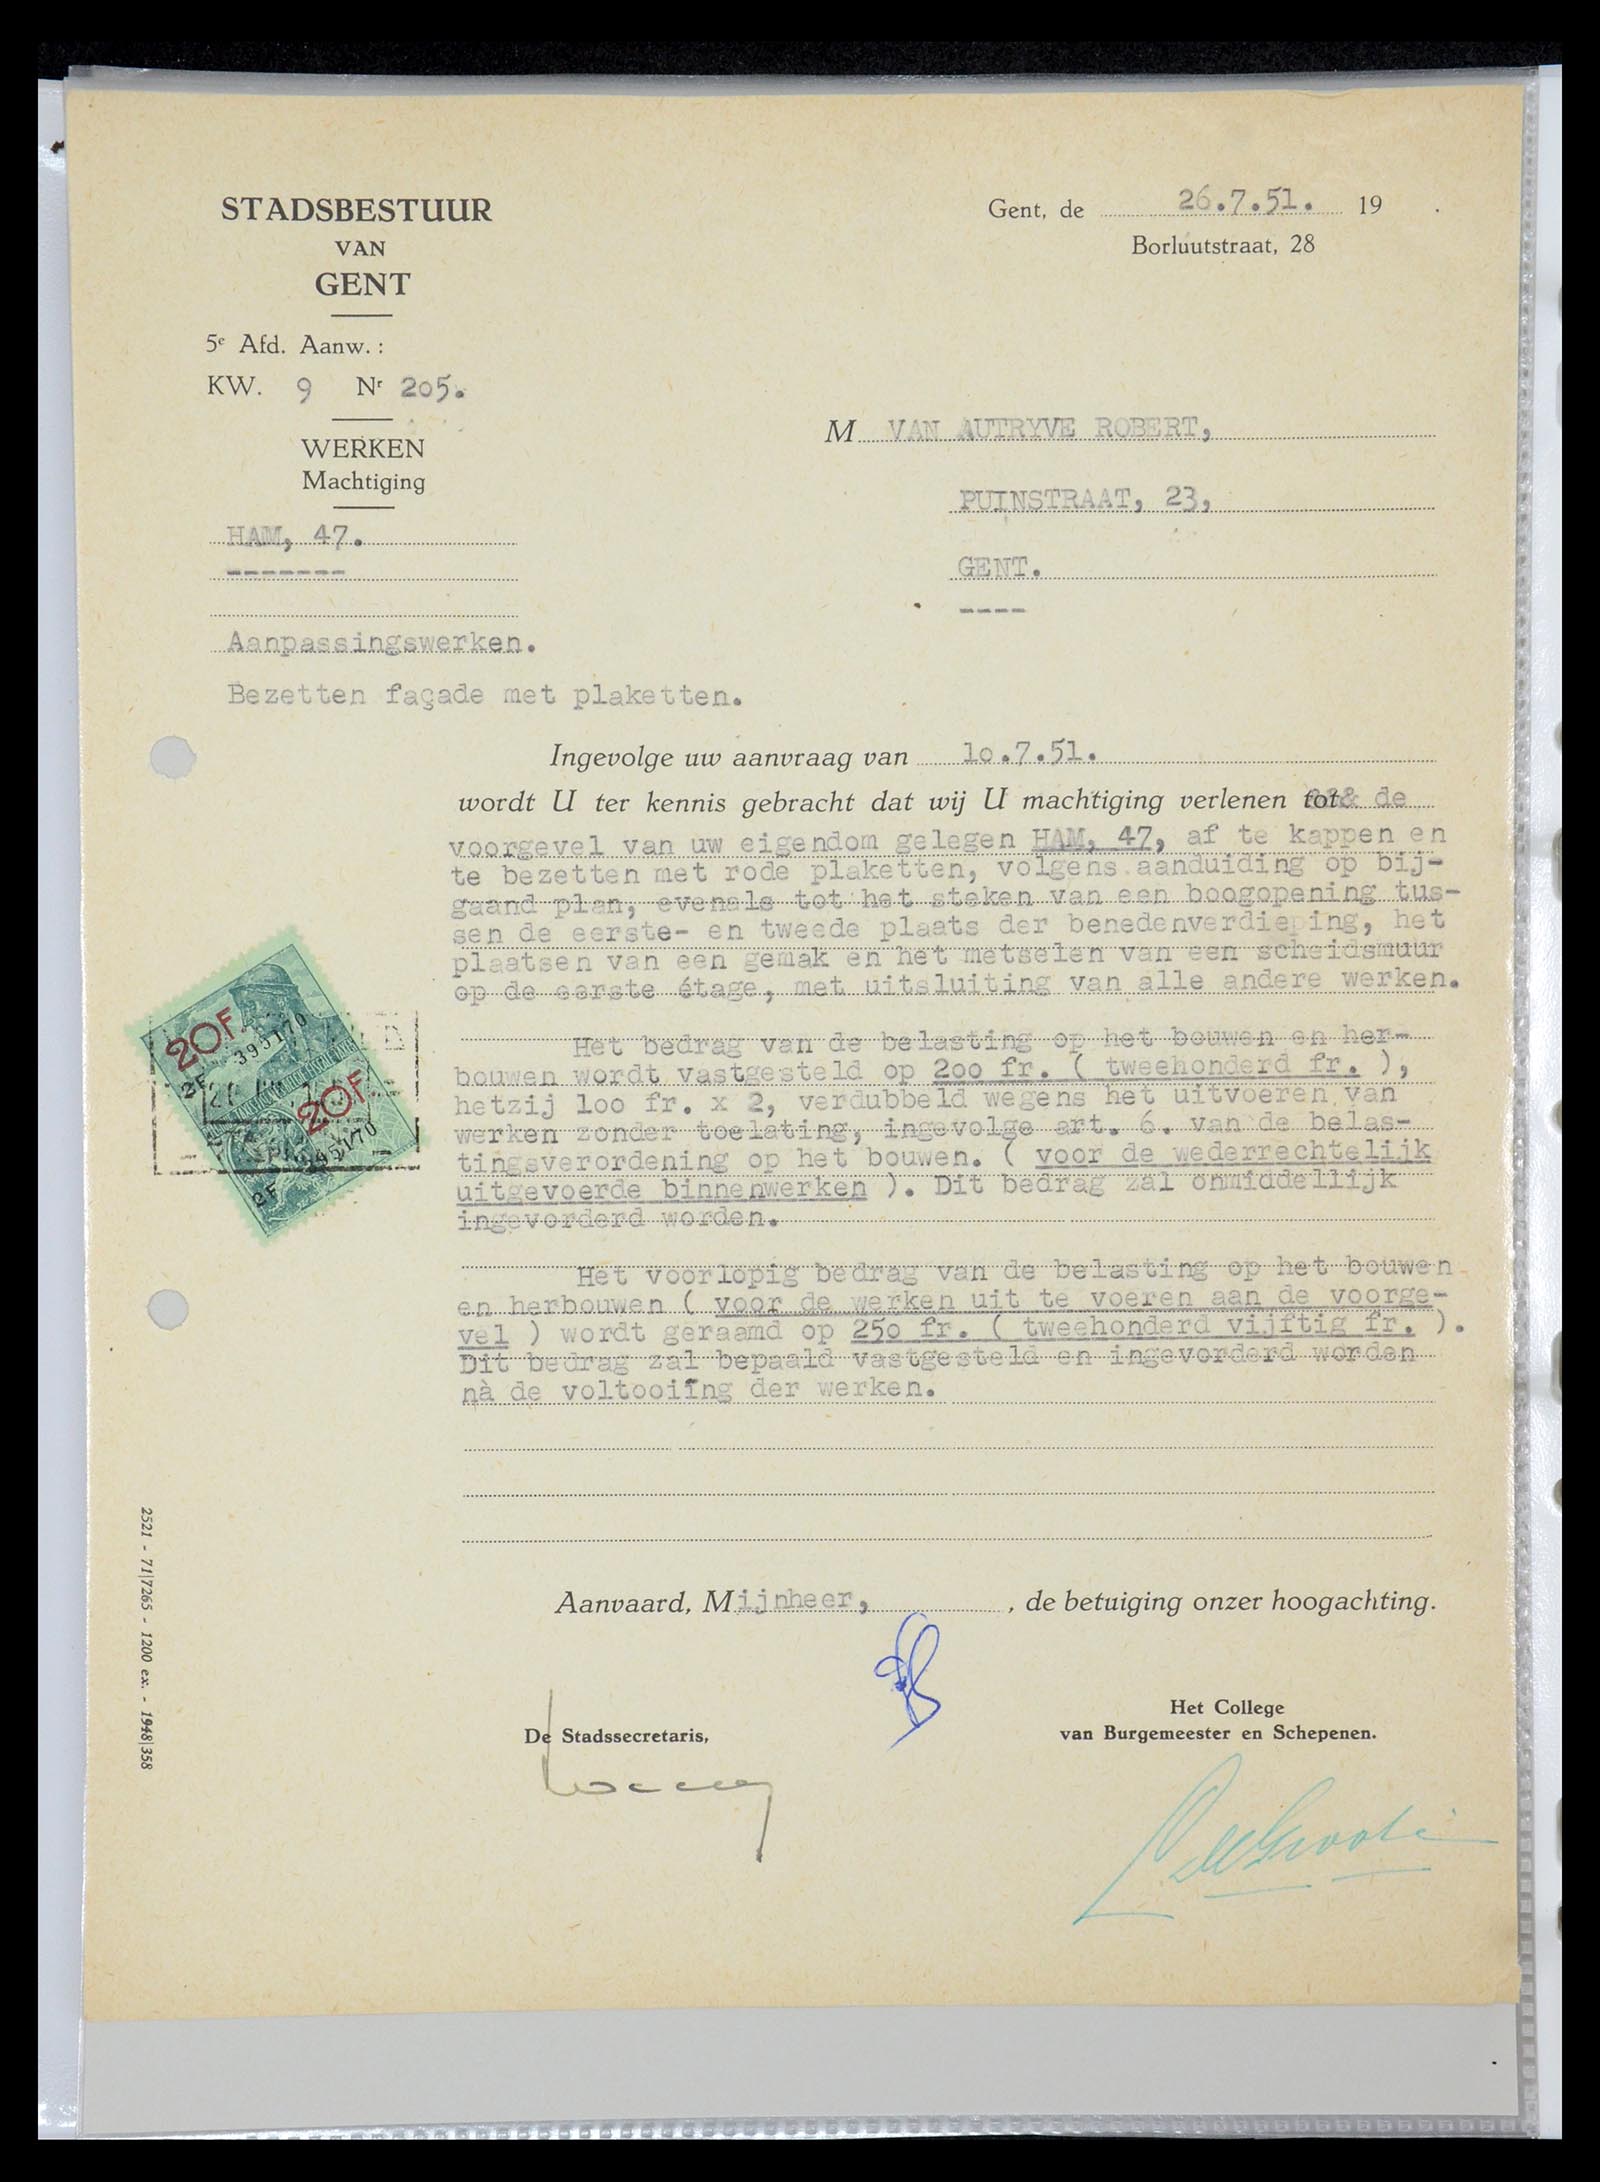 STADSBESTUUR
VAN
GENT
Gent, de 26.7.51. 19 .
Borluutstraat, 28
5e Afd. Aanw. :
KW. 9 Nr 205.
WERKEN
Machtiging
HAM, 47.
-------
M VAN AUTRYVE ROBERT,
PUINSTRAAT, 23,
GENT.
----
Aanpassingswerken.
Bezetten façade met plaketten.
Ingevolge uw aanvraag van 10.7.51.
wordt U ter kennis gebracht dat wij U machtiging verlenen tot de
voorgevel van uw eigendom gelegen HAM, 47, af te kappen en
te bezetten met rode plaketten, volgens aanduiding op bij-
gaand plan, evenals tot het steken van een boogopening tus-
sen de eerste- en tweede plaats der benedenverdieping, het
plaatsen van een gemak en het metselen van een scheidsmuur
op de eerste étage, met uitsluiting van alle andere werken.
Het bedrag van de belasting op het bouwen en her-
bouwen wordt vastgesteld op 200 fr. ( tweehonderd fr. ),
hetzij 100 fr. x 2, verdubbeld wegens het uitvoeren van
werken zonder toelating, ingevolge art. 6. van de belas-
tingsverordening op het bouwen. ( voor de wederrechtelijk
uitgevoerde binnenwerken ). Dit bedrag zal onmiddellijk
ingevorderd worden.
Het voorlopig bedrag van de belasting op het bouwen
en herbouwen ( voor de werken uit te voeren aan de voorge-
vel ) wordt geraamd op 250 fr. ( tweehonderd vijftig fr. ).
Dit bedrag zal bepaald vastgesteld en ingevorderd worden
nà de voltooiïng der werken.
20F.
395170
2F
20F.
395170
2F
Aanvaard, Mijnheer, , de betuiging onzer hoogachting.
De Stadssecretaris,
Het College
van Burgemeester en Schepenen.
2521 - 71|7265 - 1200 ex. - 1948|358